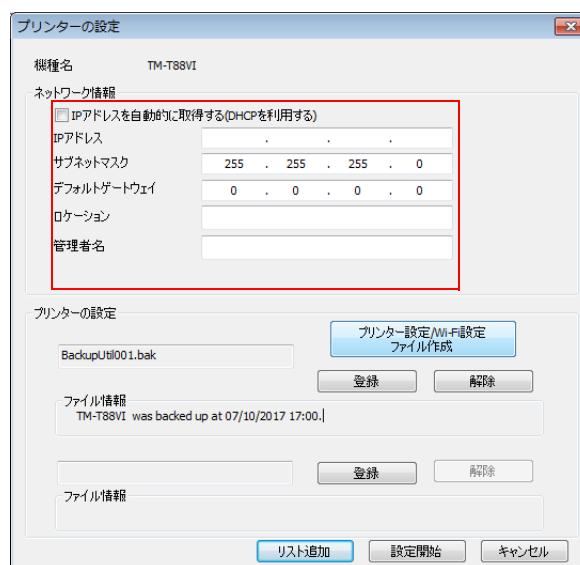 プリンターの設定
機種名 TM-T88VI
ネットワーク情報
IPアドレスを自動的に取得する(DHCPを利用する)
IPアドレス . . .
サブネットマスク 255 . 255 . 255 . 0
デフォルトゲートウェイ 0 . 0 . 0 . 0
ロケーション
管理者名
プリンターの設定
プリンター設定/Wi-Fi設定
ファイル作成
BackupUtil001.bak
登録 解除
ファイル情報
TM-T88VI was backed up at 07/10/2017 17:00.
登録 解除
ファイル情報
リスト追加 設定開始 キャンセル